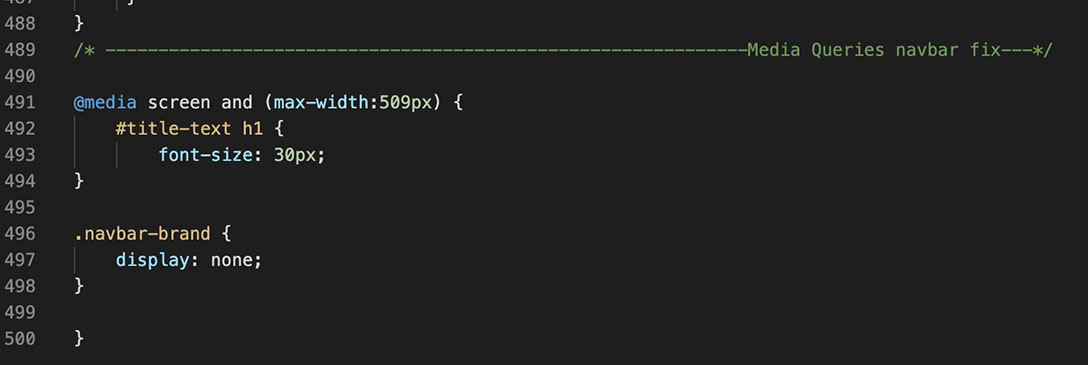 487 }
488 }
489 /* -------------------------------------------------------------Media Queries navbar fix---*/
490
491 @media screen and (max-width:509px) {
492 #title-text h1 {
493 font-size: 30px;
494 }
495
496 .navbar-brand {
497 display: none;
498 }
499
500 }